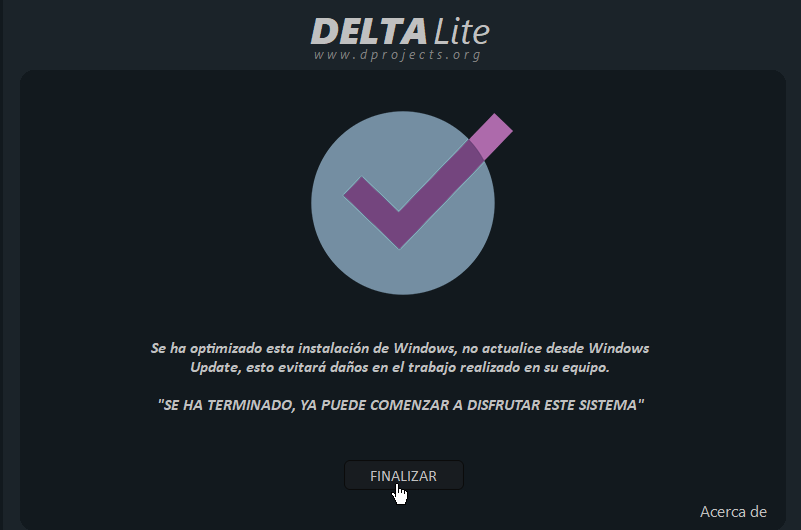 DELTA Lite
www.dprojects.org
Se ha optimizado esta instalación de Windows, no actualice desde Windows
Update, esto evitará daños en el trabajo realizado en su equipo.
"SE HA TERMINADO, YA PUEDE COMENZAR A DISFRUTAR ESTE SISTEMA"
FINALIZAR
Acerca de